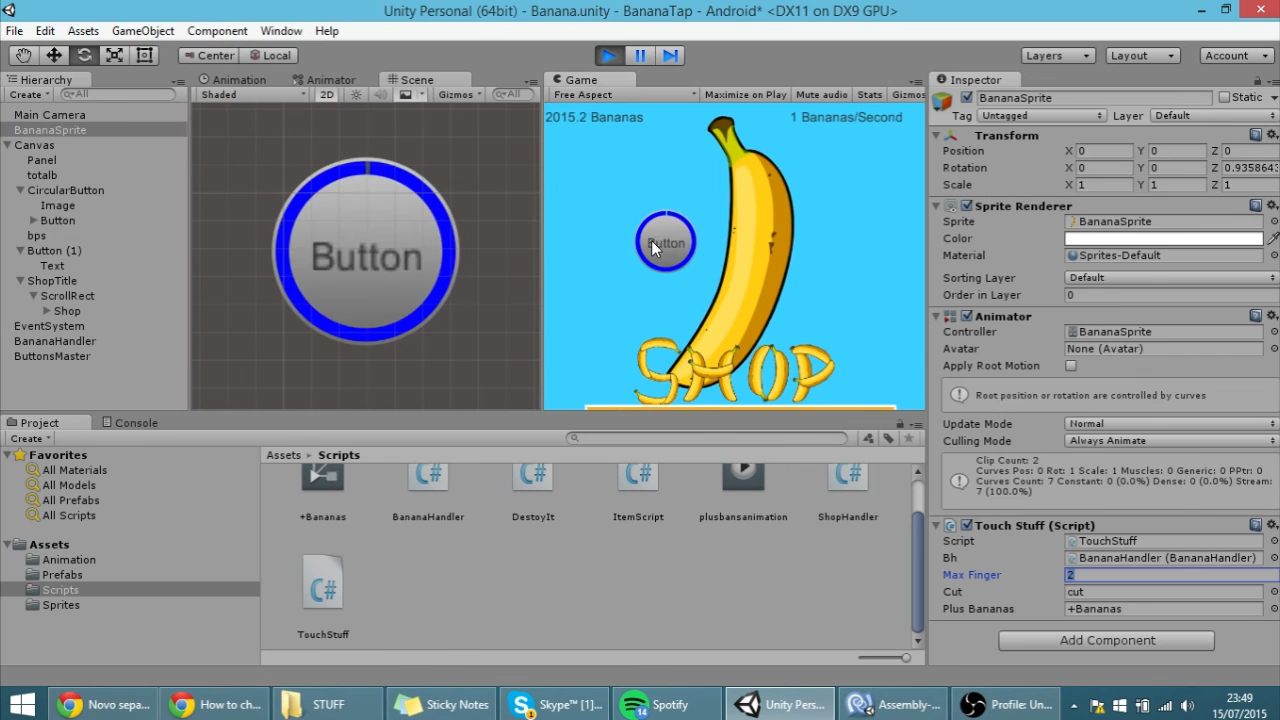 Unity Personal (64bit) - Banana.unity - BananaTap - Android* <DX11 on DX9 GPU>
File Edit Assets GameObject Component Window Help
Center Local Layers Layout Account
Hierarchy
Create All
Main Camera
BananaSprite
Canvas
Panel
totalb
CircularButton
Image
Button
bps
Button (1)
Text
ShopTitle
ScrollRect
Shop
EventSystem
BananaHandler
ButtonsMaster
Animation Animator Scene
Shaded 2D Gizmos All
Button
Game
Free Aspect Maximize on Play Mute audio Stats Gizmos
2015.2 Bananas 1 Bananas/Second
Button
SHOP
Inspector
BananaSprite Static
Tag Untagged Layer Default
Transform
Position X 0 Y 0 Z 0
Rotation X 0 Y 0 Z 0.9358643
Scale X 1 Y 1 Z 1
Sprite Renderer
Sprite BananaSprite
Color
Material Sprites-Default
Sorting Layer Default
Order in Layer 0
Animator
Controller BananaSprite
Avatar None (Avatar)
Apply Root Motion
Root position or rotation are controlled by curves
Update Mode Normal
Culling Mode Always Animate
Clip Count: 2
Curves Pos: 0 Rot: 1 Scale: 1 Muscles: 0 Generic: 0 PPtr: 0
Curves Count: 7 Constant: 0 (0.0%) Dense: 0 (0.0%) Stream:
7 (100.0%)
Touch Stuff (Script)
Script TouchStuff
Bh BananaHandler (BananaHandler)
Max Finger 2
Cut cut
Plus Bananas +Bananas
Add Component
Project Console
Create
Favorites
All Materials
All Models
All Prefabs
All Scripts
Assets
Animation
Prefabs
Scripts
Sprites
Assets Scripts
+Bananas BananaHandler DestoyIt ItemScript plusbansanimation ShopHandler
C#
TouchStuff
Novo sepa... How to ch... STUFF Sticky Notes Skype™ [1]... Spotify Unity Pers... Assembly-... Profile: Un...
1 14
23:49
15/07/2015